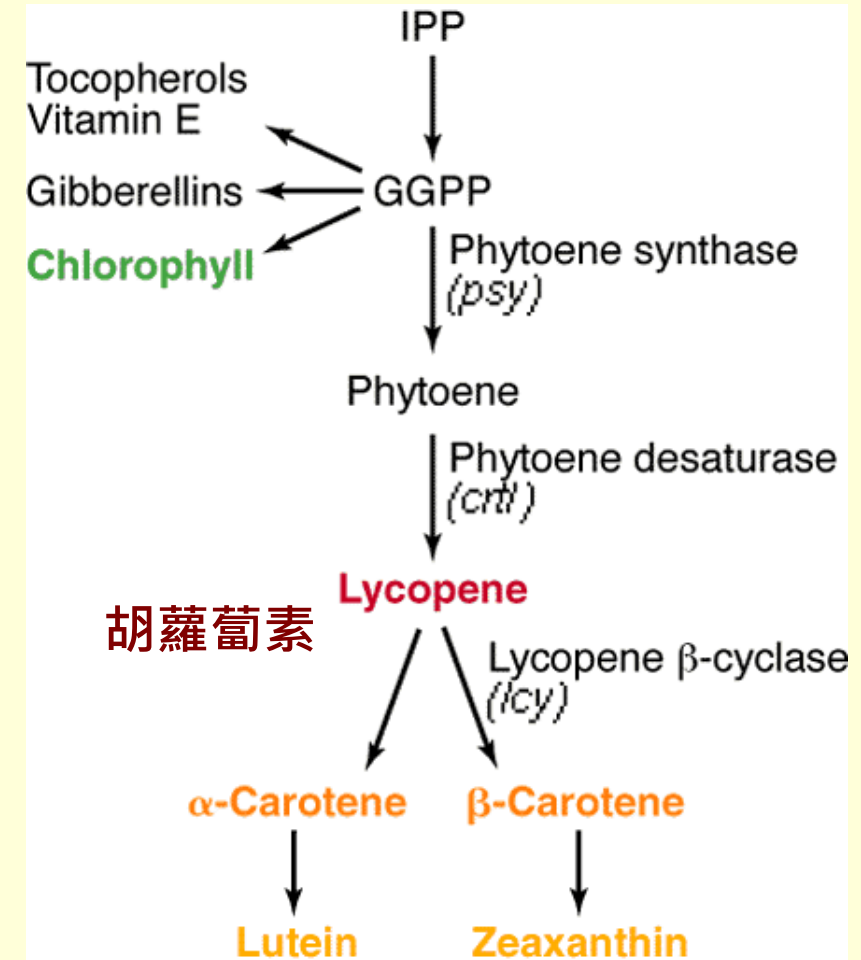 IPP
Tocopherols
Vitamin E
Gibberellins
GGPP
Chlorophyll
Phytoene synthase
(psy)
Phytoene
Phytoene desaturase
(crtI)
Lycopene
胡蘿蔔素
Lycopene β-cyclase
(lcy)
α-Carotene
β-Carotene
Lutein
Zeaxanthin